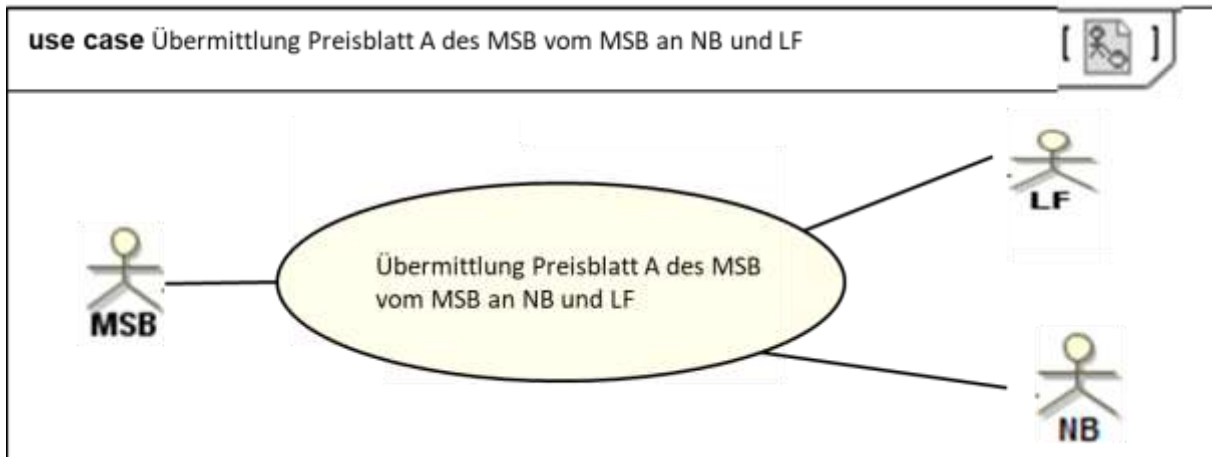 use case Übermittlung Preisblatt A des MSB vom MSB an NB und LF
LF
Übermittlung Preisblatt A des MSB
vom MSB an NB und LF
MSB
NB